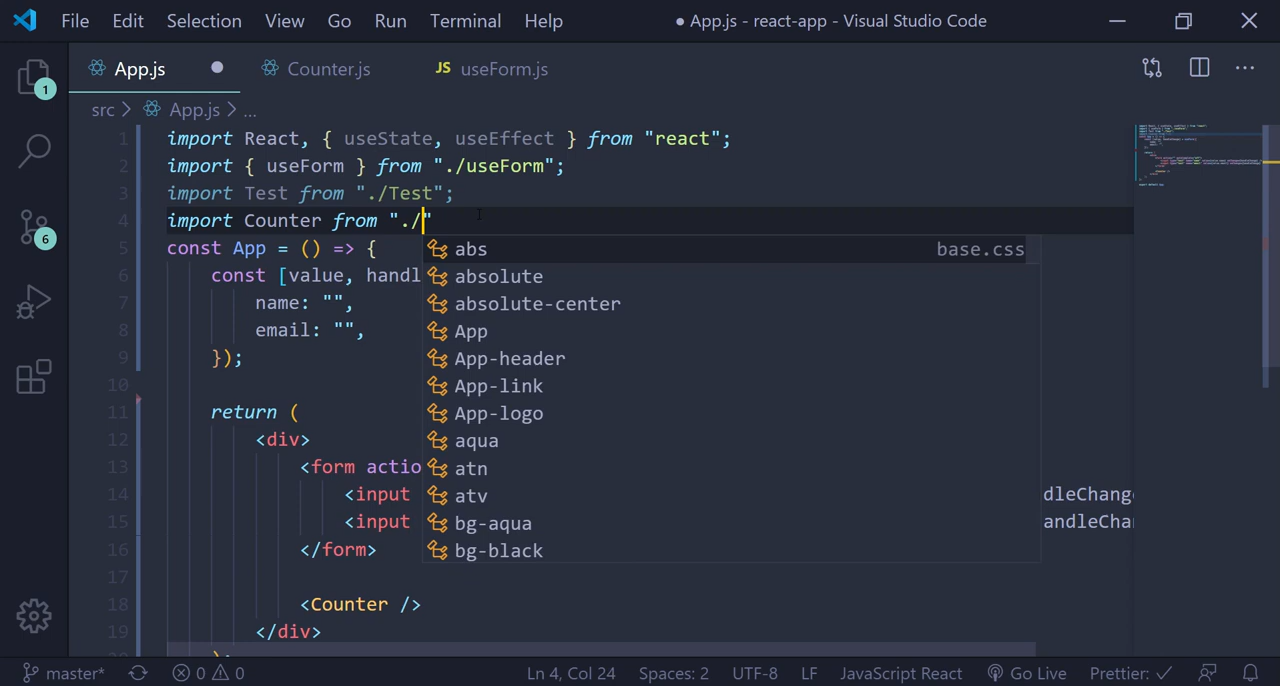 File Edit Selection View Go Run Terminal Help ● App.js - react-app - Visual Studio Code
App.js Counter.js JS useForm.js
src > App.js > ...
1 import React, { useState, useEffect } from "react";
2 import { useForm } from "./useForm";
3 import Test from "./Test";
4 import Counter from "./"
5 const App = () => {
6 const [value, handl
7 name: "",
8 email: "",
9 });
10
11 return (
12 <div>
13 <form actio
14 <input dleChange
15 <input andleChan
16 </form>
17
18 <Counter />
19 </div>
abs base.css
absolute
absolute-center
App
App-header
App-link
App-logo
aqua
atn
atv
bg-aqua
bg-black
1
6
master* 0 0 Ln 4, Col 24 Spaces: 2 UTF-8 LF JavaScript React Go Live Prettier: ✓